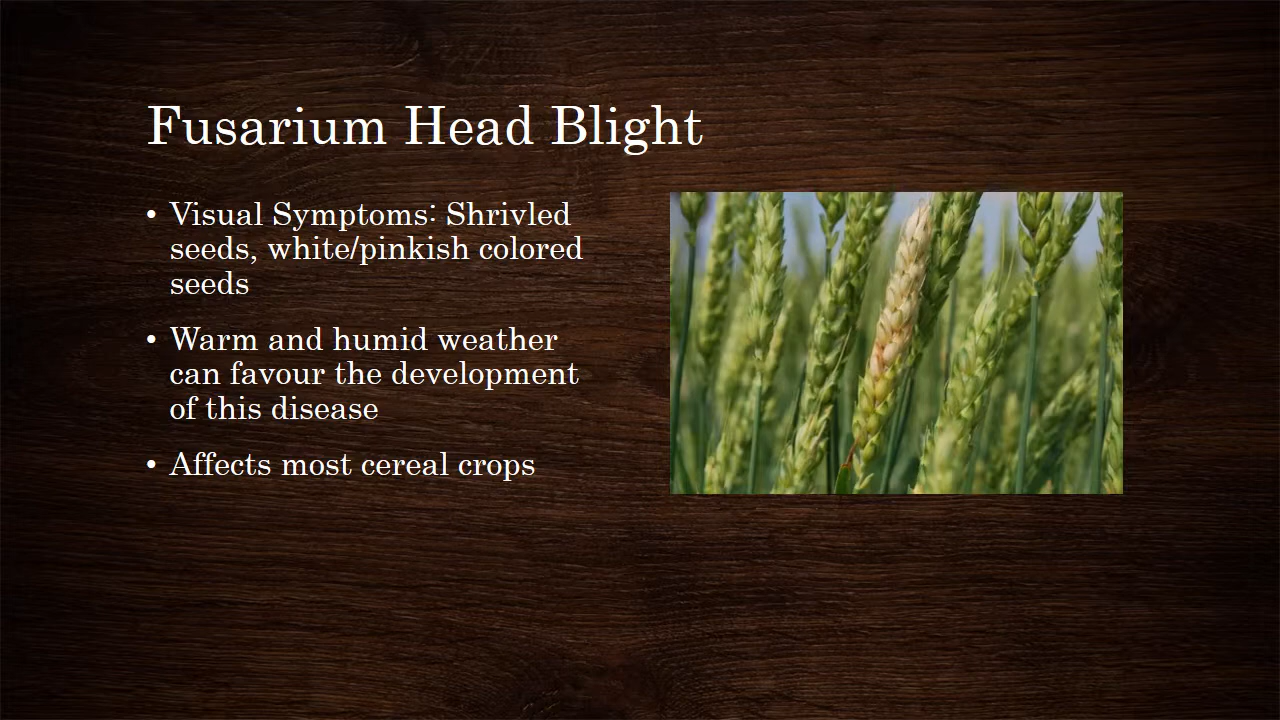 Fusarium Head Blight
• Visual Symptoms: Shrivled
seeds, white/pinkish colored
seeds
• Warm and humid weather
can favour the development
of this disease
• Affects most cereal crops